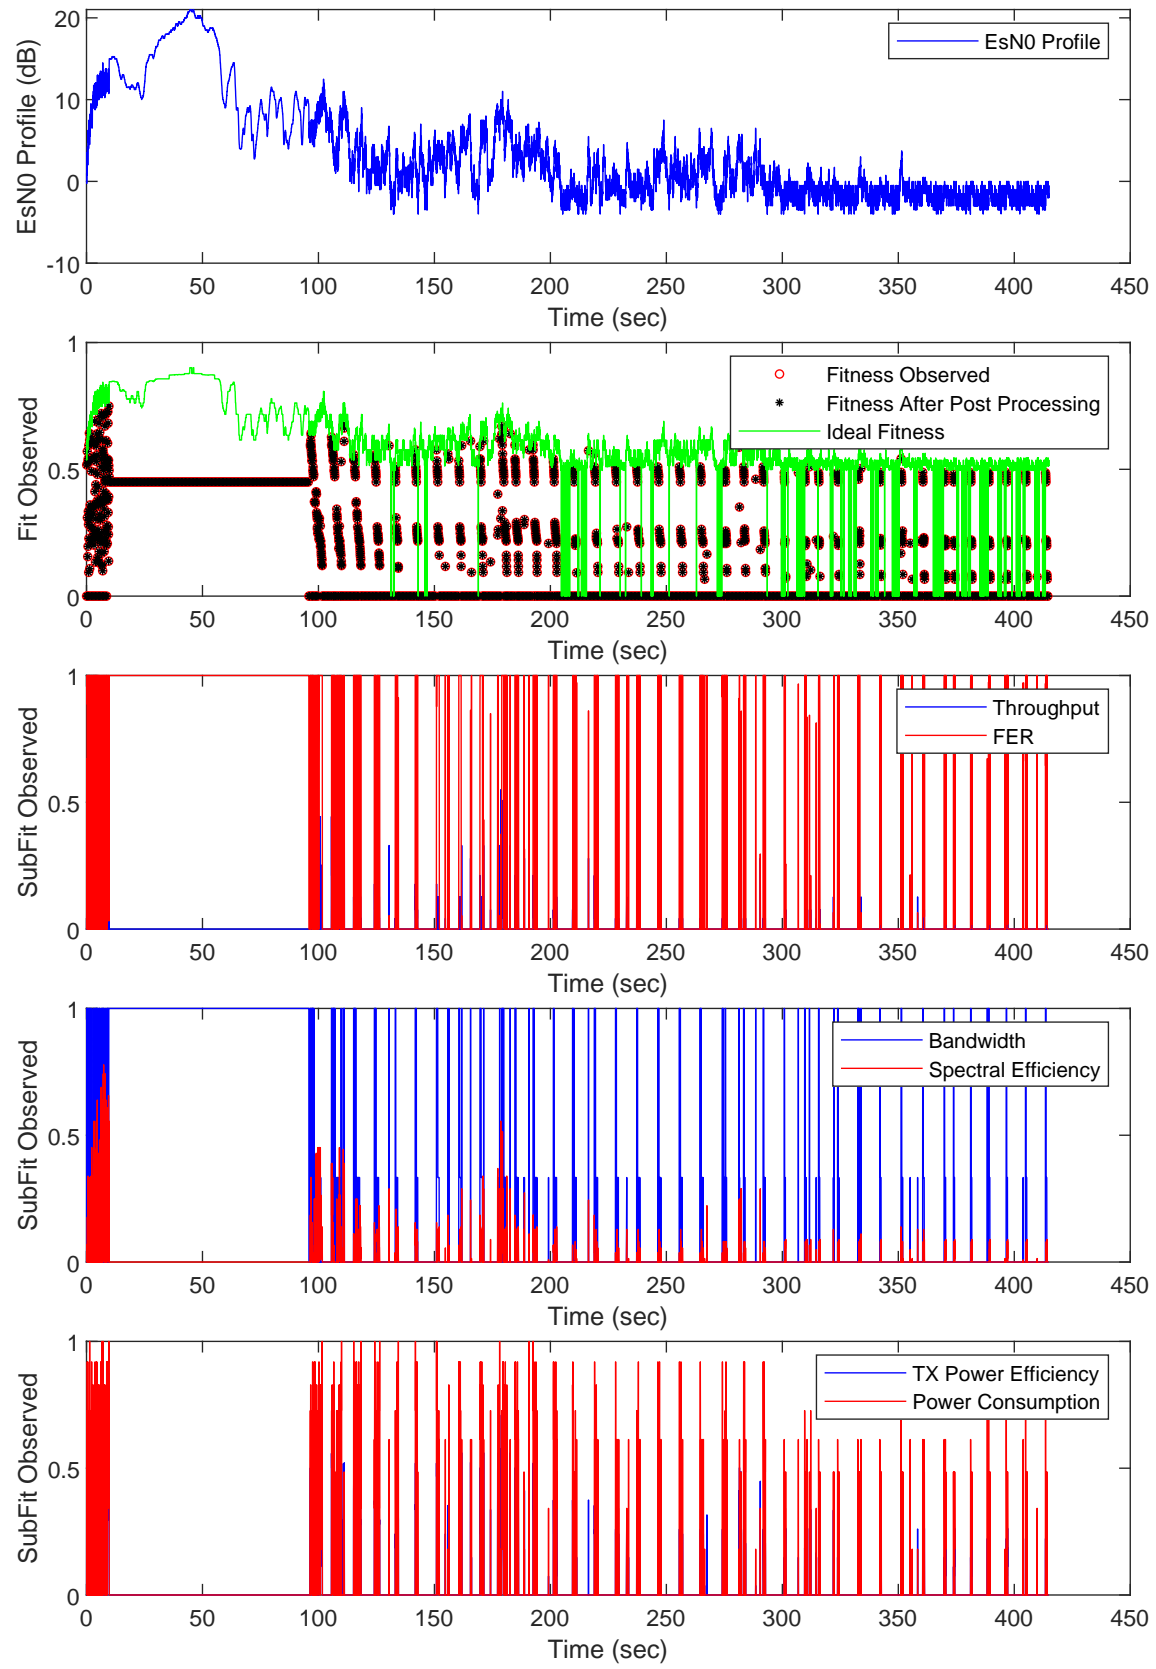 EsN0 Profile (dB)
20
10
0
-10
EsN0 Profile
0 50 100 150 200 250 300 350 400 450
Time (sec)
Fit Observed
1
0.5
0
Fitness Observed
Fitness After Post Processing
Ideal Fitness
0 50 100 150 200 250 300 350 400 450
Time (sec)
SubFit Observed
1
0.5
0
Throughput
FER
0 50 100 150 200 250 300 350 400 450
Time (sec)
SubFit Observed
1
0.5
0
Bandwidth
Spectral Efficiency
0 50 100 150 200 250 300 350 400 450
Time (sec)
SubFit Observed
1
0.5
0
TX Power Efficiency
Power Consumption
0 50 100 150 200 250 300 350 400 450
Time (sec)